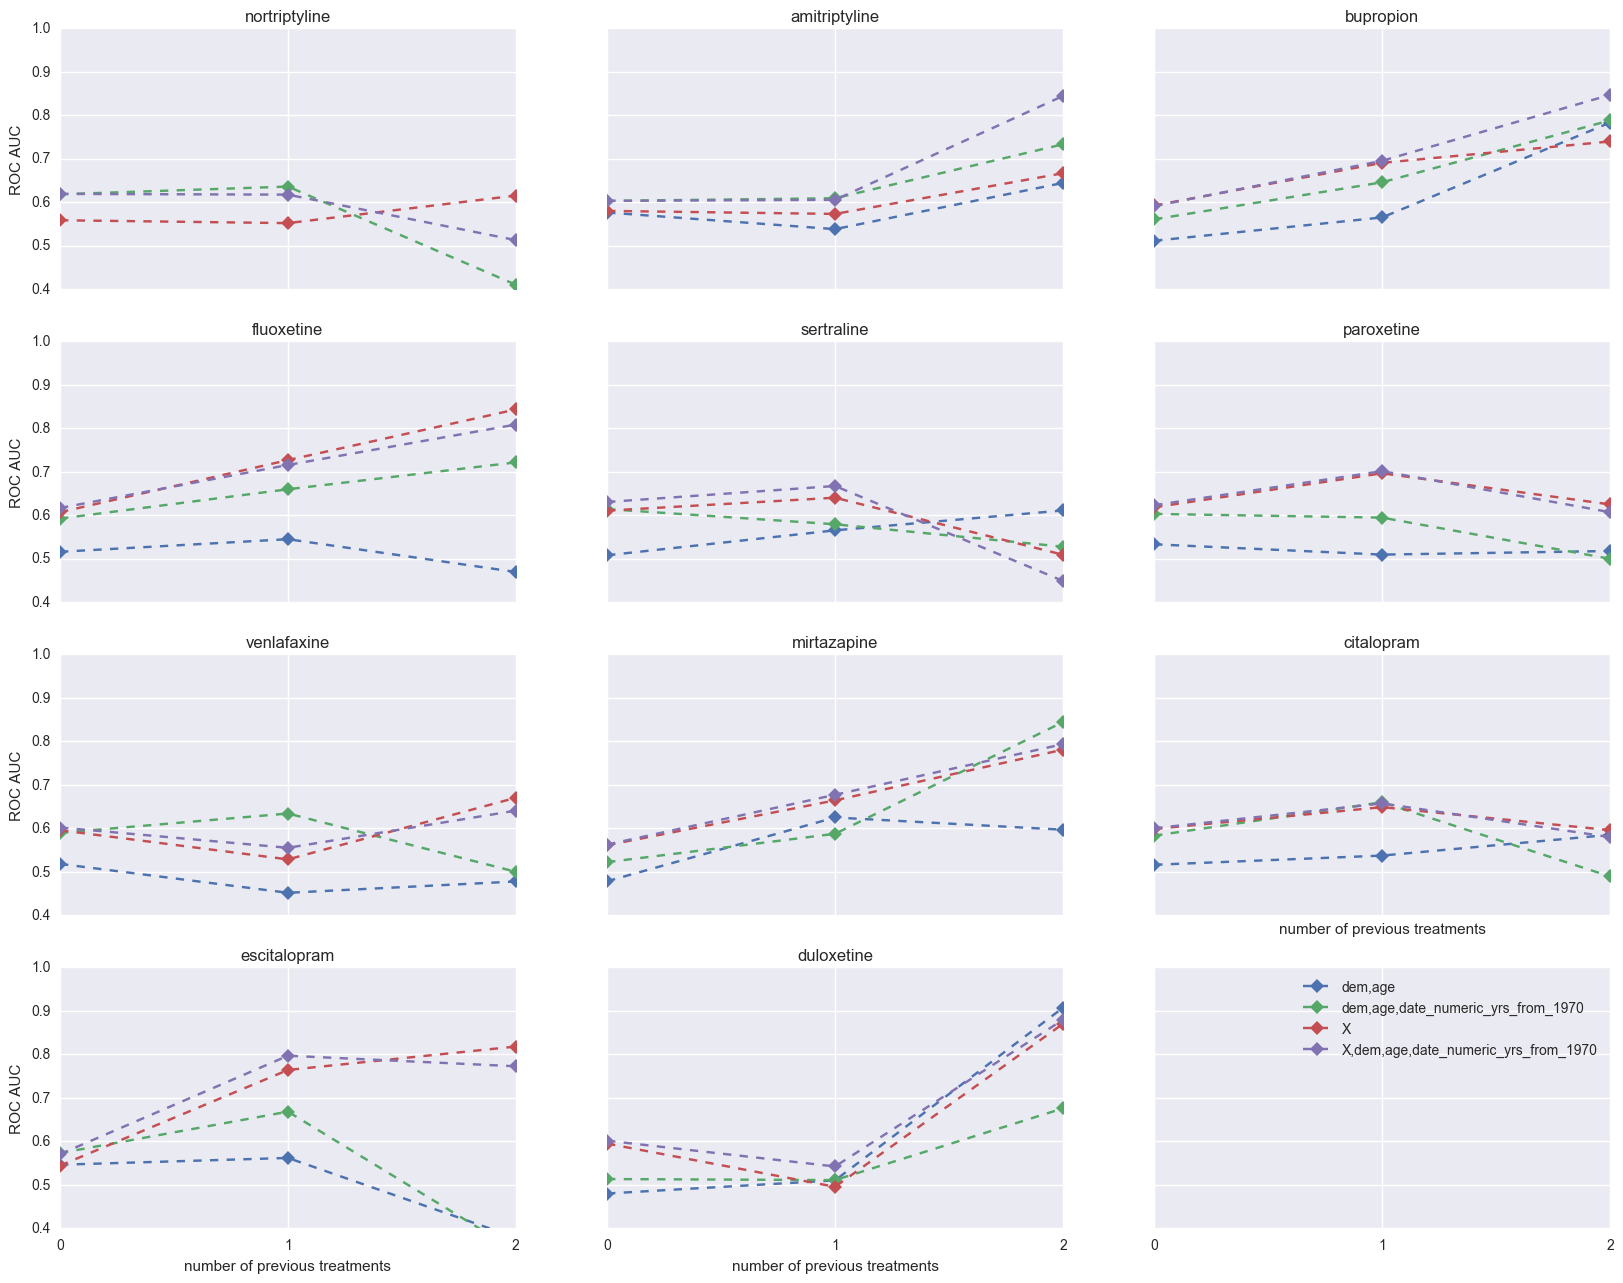 nortriptyline
amitriptyline
bupropion
1.0
0.9
0.8
0.7
0.6
0.5
0.4
ROC AUC
fluoxetine
sertraline
paroxetine
1.0
0.9
0.8
0.7
0.6
0.5
0.4
ROC AUC
venlafaxine
mirtazapine
citalopram
1.0
0.9
0.8
0.7
0.6
0.5
0.4
ROC AUC
number of previous treatments
escitalopram
duloxetine
1.0
0.9
0.8
0.7
0.6
0.5
0.4
ROC AUC
dem,age
dem,age,date_numeric_yrs_from_1970
X
X,dem,age,date_numeric_yrs_from_1970
0 1 2
0 1 2
0 1 2
number of previous treatments
number of previous treatments